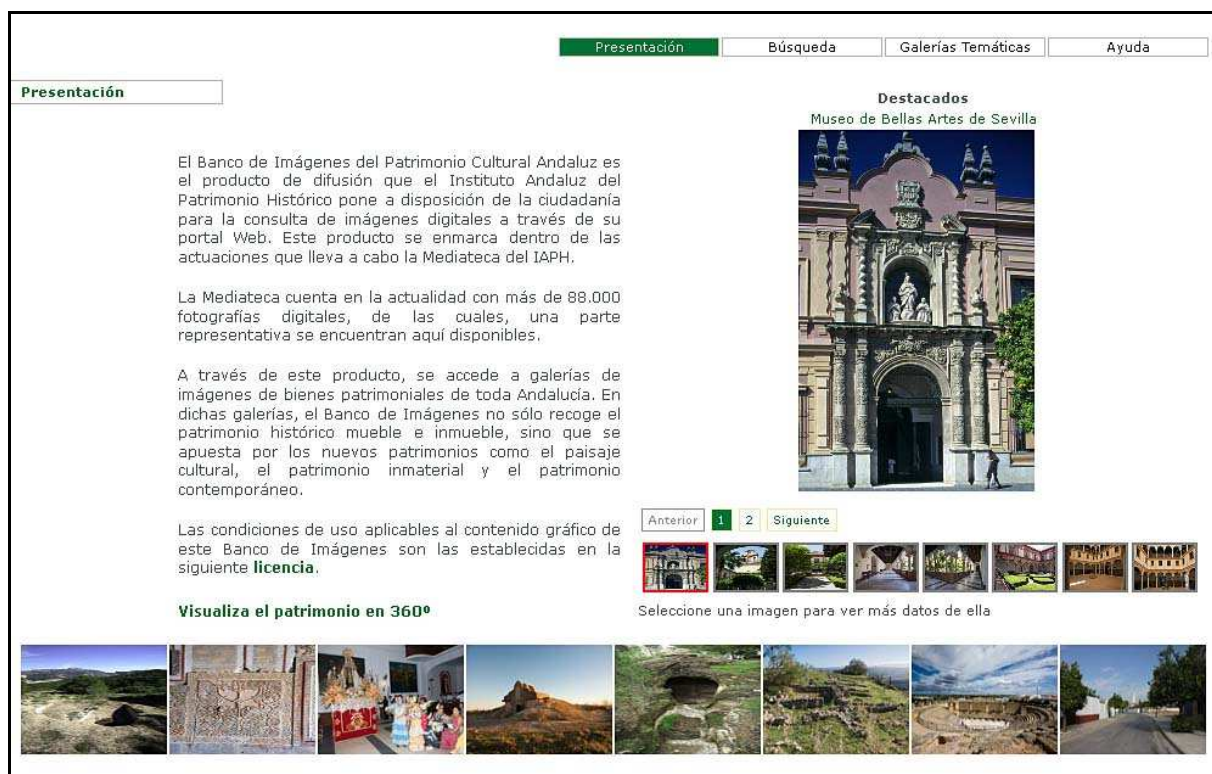 Presentación
Búsqueda
Galerías Temáticas
Ayuda
Presentación
El Banco de Imágenes del Patrimonio Cultural Andaluz es
el producto de difusión que el Instituto Andaluz del
Patrimonio Histórico pone a disposición de la ciudadanía
para la consulta de imágenes digitales a través de su
portal Web. Este producto se enmarca dentro de las
actuaciones que lleva a cabo la Mediateca del IAPH.
La Mediateca cuenta en la actualidad con más de 88.000
fotografías digitales, de las cuales, una parte
representativa se encuentran aquí disponibles.
A través de este producto, se accede a galerías de
imágenes de bienes patrimoniales de toda Andalucía. En
dichas galerías, el Banco de Imágenes no sólo recoge el
patrimonio histórico mueble e inmueble, sino que se
apuesta por los nuevos patrimonios como el paisaje
cultural, el patrimonio inmaterial y el patrimonio
contemporáneo.
Las condiciones de uso aplicables al contenido gráfico de
este Banco de Imágenes son las establecidas en la
siguiente licencia.
Visualiza el patrimonio en 360º
Destacados
Museo de Bellas Artes de Sevilla
Anterior 1 2 Siguiente
Seleccione una imagen para ver más datos de ella